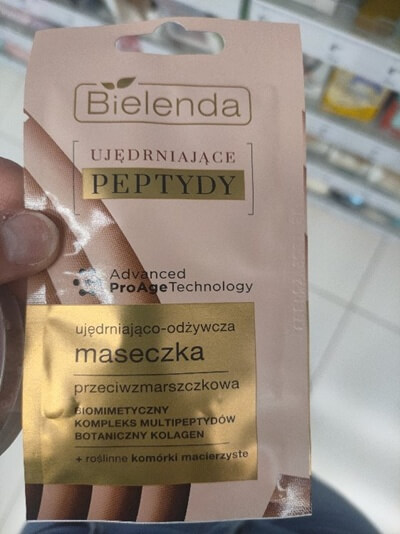 Bielenda
UJĘDRNIAJĄCE
PEPTYDY
Advanced
ProAgeTechnology
ujędrniająco-odżywcza
maseczka
przeciwzmarszczkowa
BIOMIMETYCZNY
KOMPLEKS MULTIPEPTYDÓW
BOTANICZNY KOLAGEN
+ roślinne komórki macierzyste